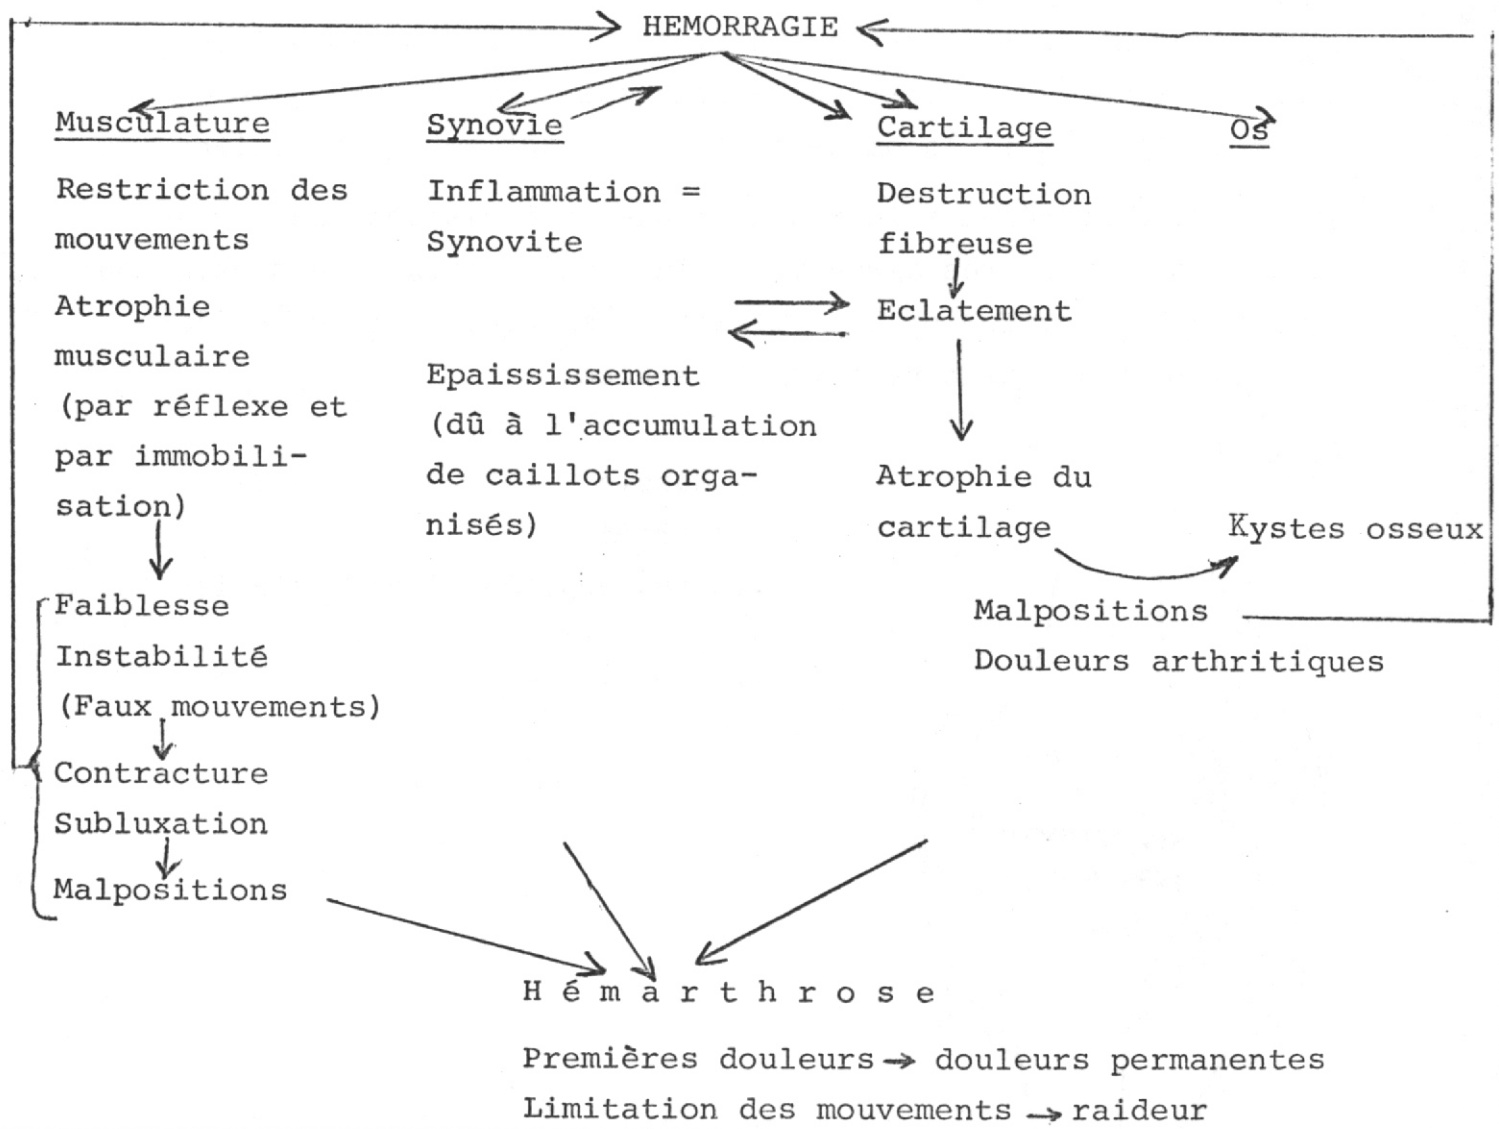 HEMORRAGIE
Musculature
Restriction des
mouvements
Atrophie
musculaire
(par réflexe et
par immobili-
sation)
Faiblesse
Instabilité
(Faux mouvements)
Contracture
Subluxation
Malpositions
Synovie
Inflammation =
Synovite
Epaississement
(dû à l'accumulation
de caillots orga-
nisés)
Cartilage
Destruction
fibreuse
Eclatement
Atrophie du
cartilage
Os
Kystes osseux
Malpositions
Douleurs arthritiques
Hémarthrose
Premières douleurs → douleurs permanentes
Limitation des mouvements → raideur